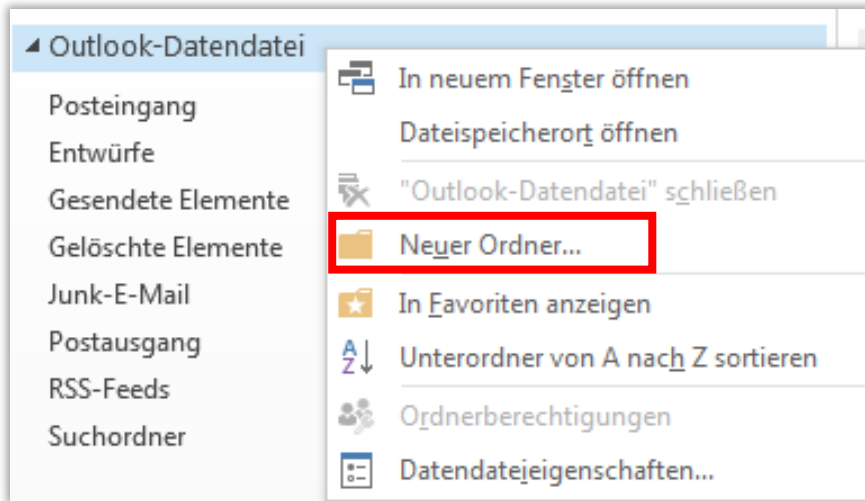 Outlook-Datendatei
Posteingang
Entwürfe
Gesendete Elemente
Gelöschte Elemente
Junk-E-Mail
Postausgang
RSS-Feeds
Suchordner
In neuem Fenster öffnen
Dateispeicherort öffnen
"Outlook-Datendatei" schließen
Neuer Ordner...
In Favoriten anzeigen
A
Z
Unterordner von A nach Z sortieren
Ordnerberechtigungen
Datendateieigenschaften...